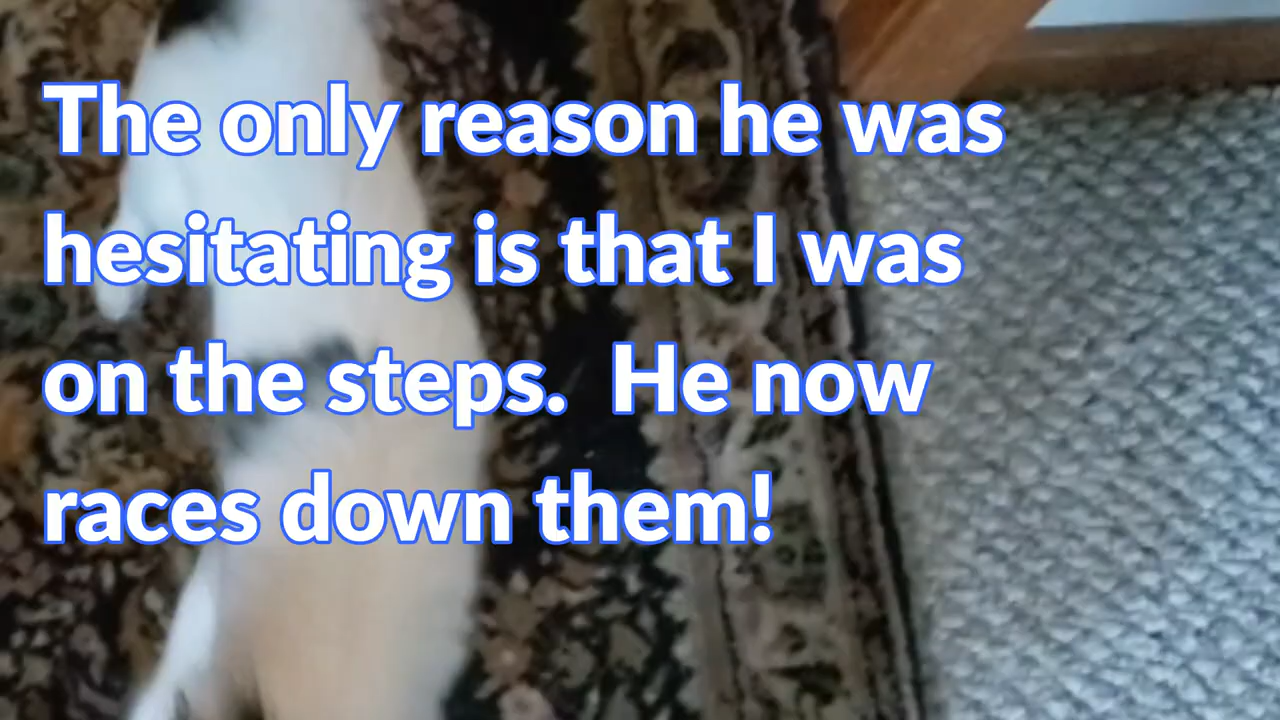 The only reason he was
hesitating is that I was
on the steps.  He now
races down them!